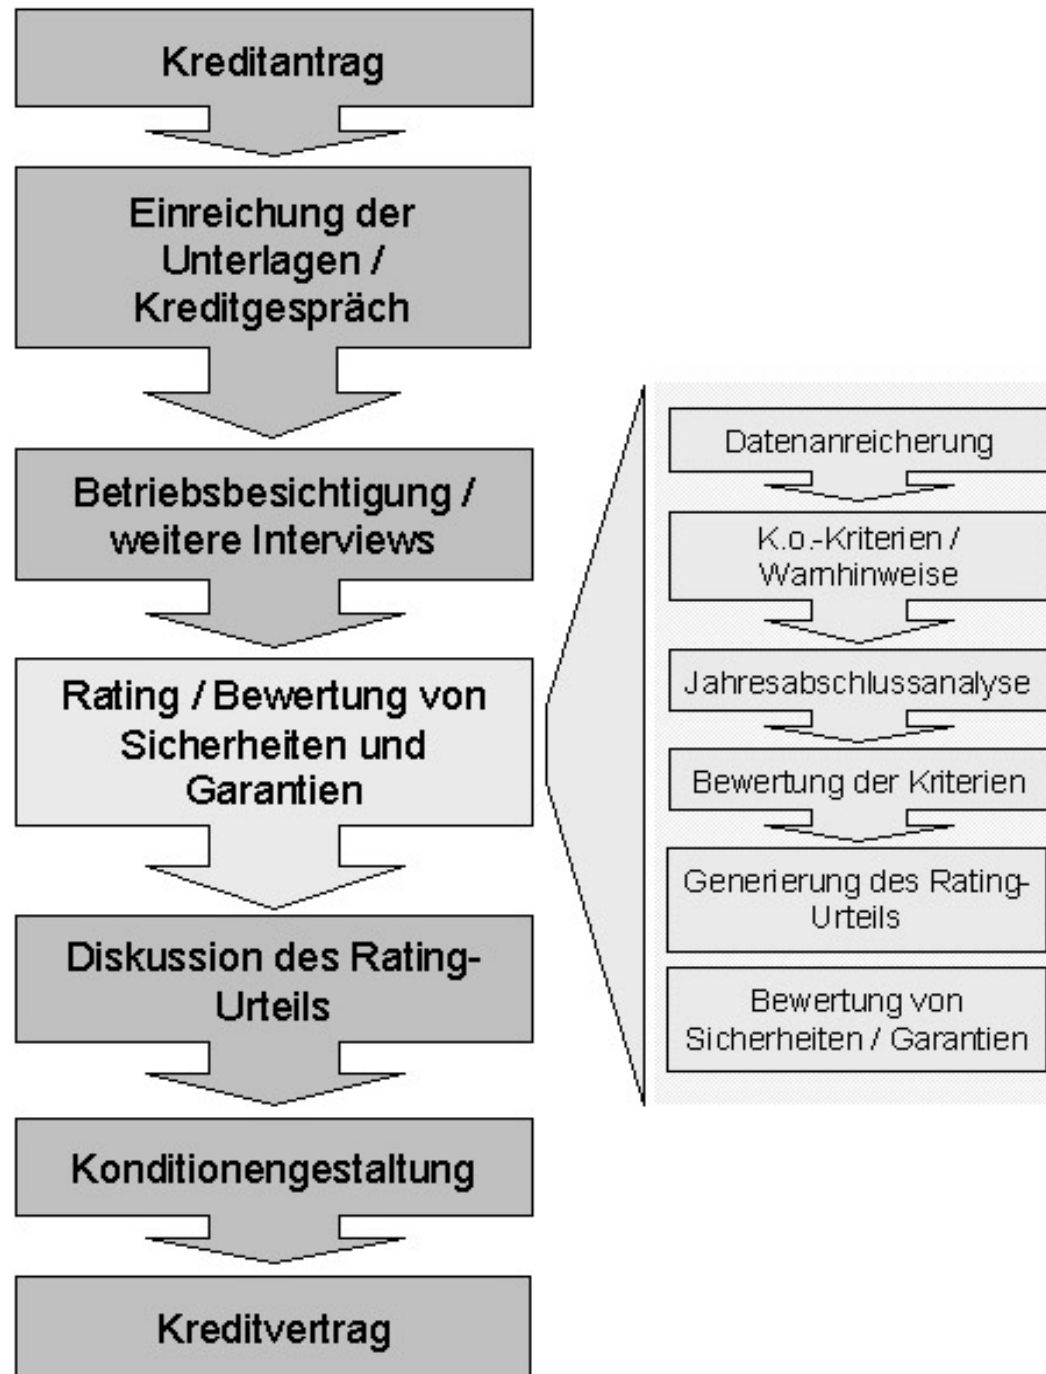 Kreditantrag
Einreichung der
Unterlagen /
Kreditgespräch
Betriebsbesichtigung /
weitere Interviews
Rating / Bewertung von
Sicherheiten und
Garantien
Diskussion des Rating-
Urteils
Konditionengestaltung
Kreditvertrag
Datenanreicherung
K.o.-Kriterien /
Warnhinweise
Jahresabschlussanalyse
Bewertung der Kriterien
Generierung des Rating-
Urteils
Bewertung von
Sicherheiten / Garantien